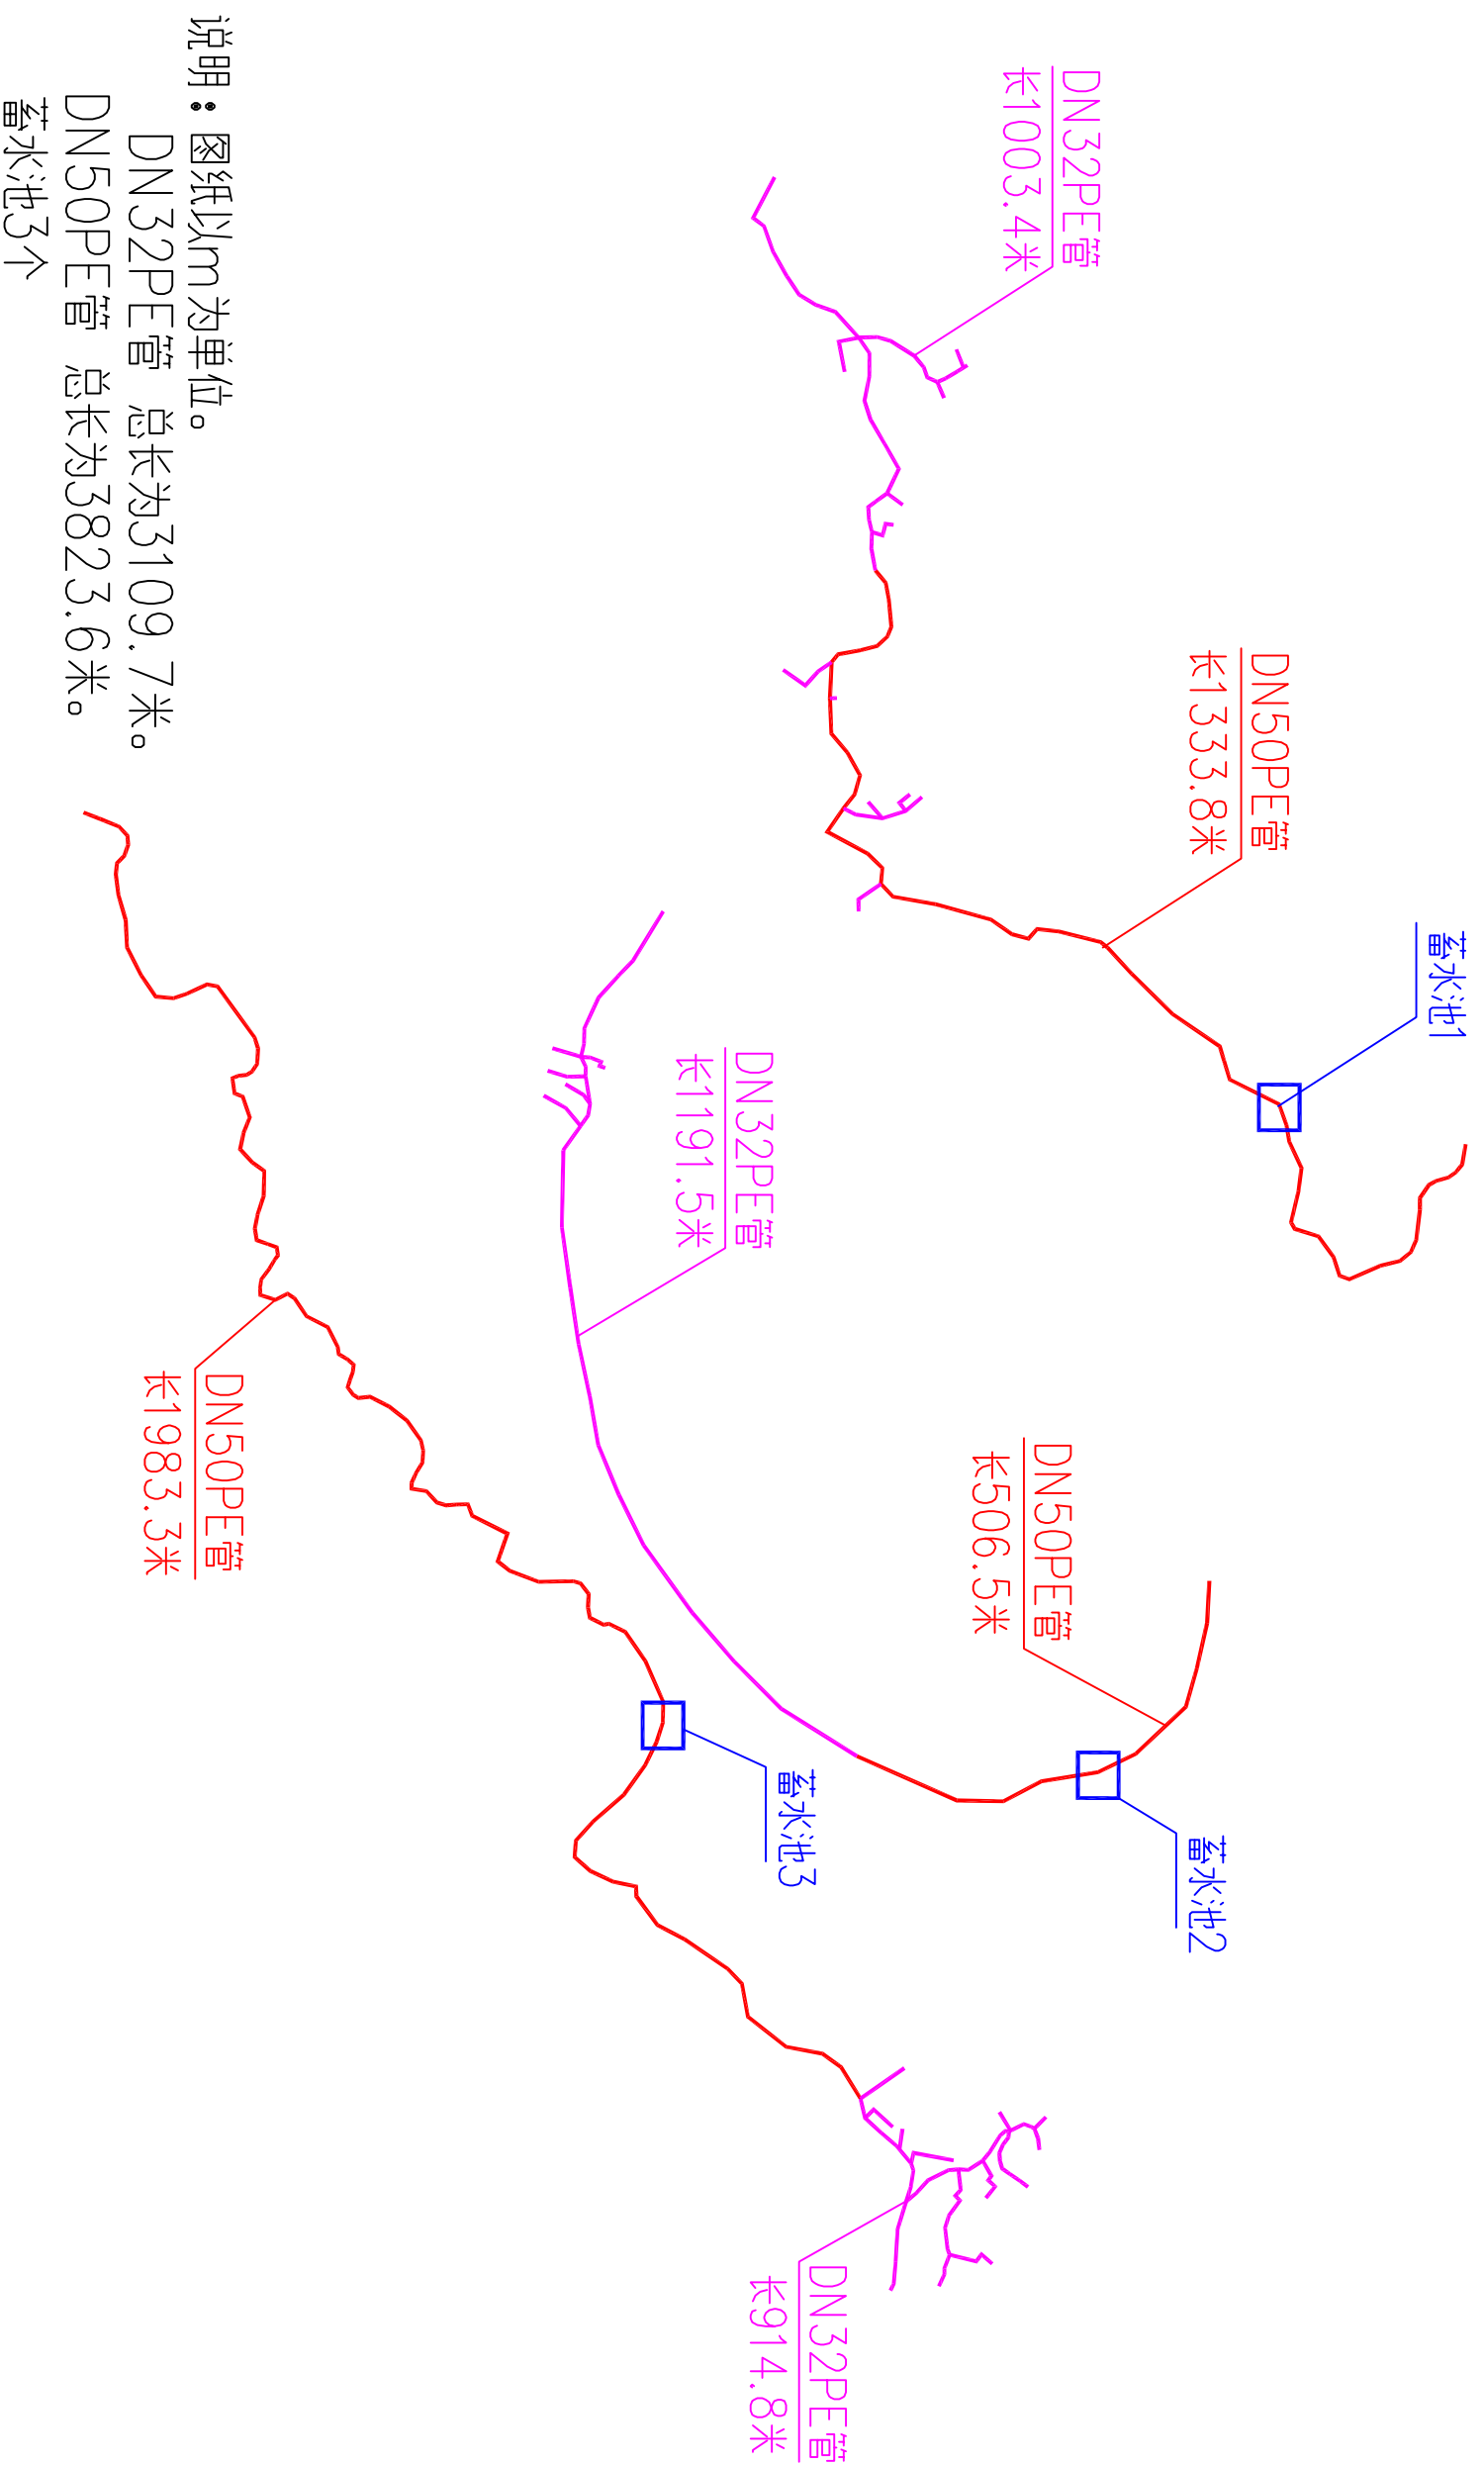 DN32PE管
长1003.4米
DN50PE管
长1333.8米
蓄水池1
DN32PE管
长1191.5米
DN50PE管
长506.5米
蓄水池2
DN50PE管
长1983.3米
蓄水池3
DN32PE管
长914.8米
说明：图纸以m为单位。
DN32PE管 总长为3109.7米。
DN50PE管 总长为3823.6米。
蓄水池3个